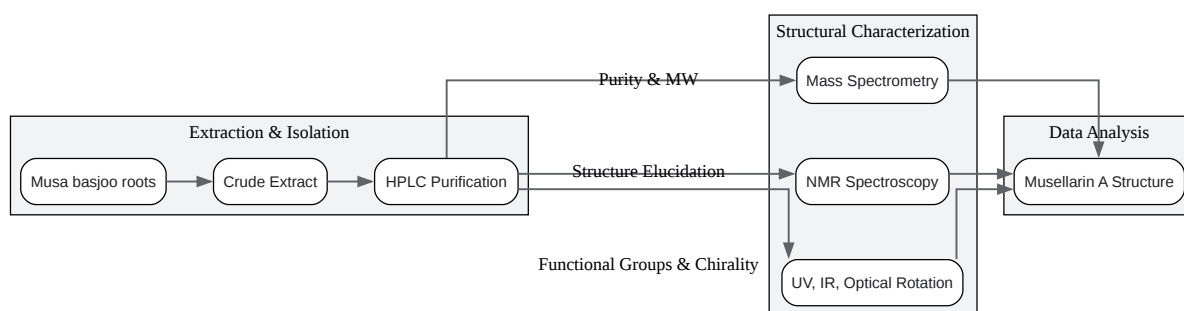 Structural Characterization
Purity & MW
Mass Spectrometry
Extraction & Isolation
Data Analysis
Musa basjoo roots
Crude Extract
HPLC Purification
Structure Elucidation
NMR Spectroscopy
Musellarin A Structure
Functional Groups & Chirality
UV, IR, Optical Rotation